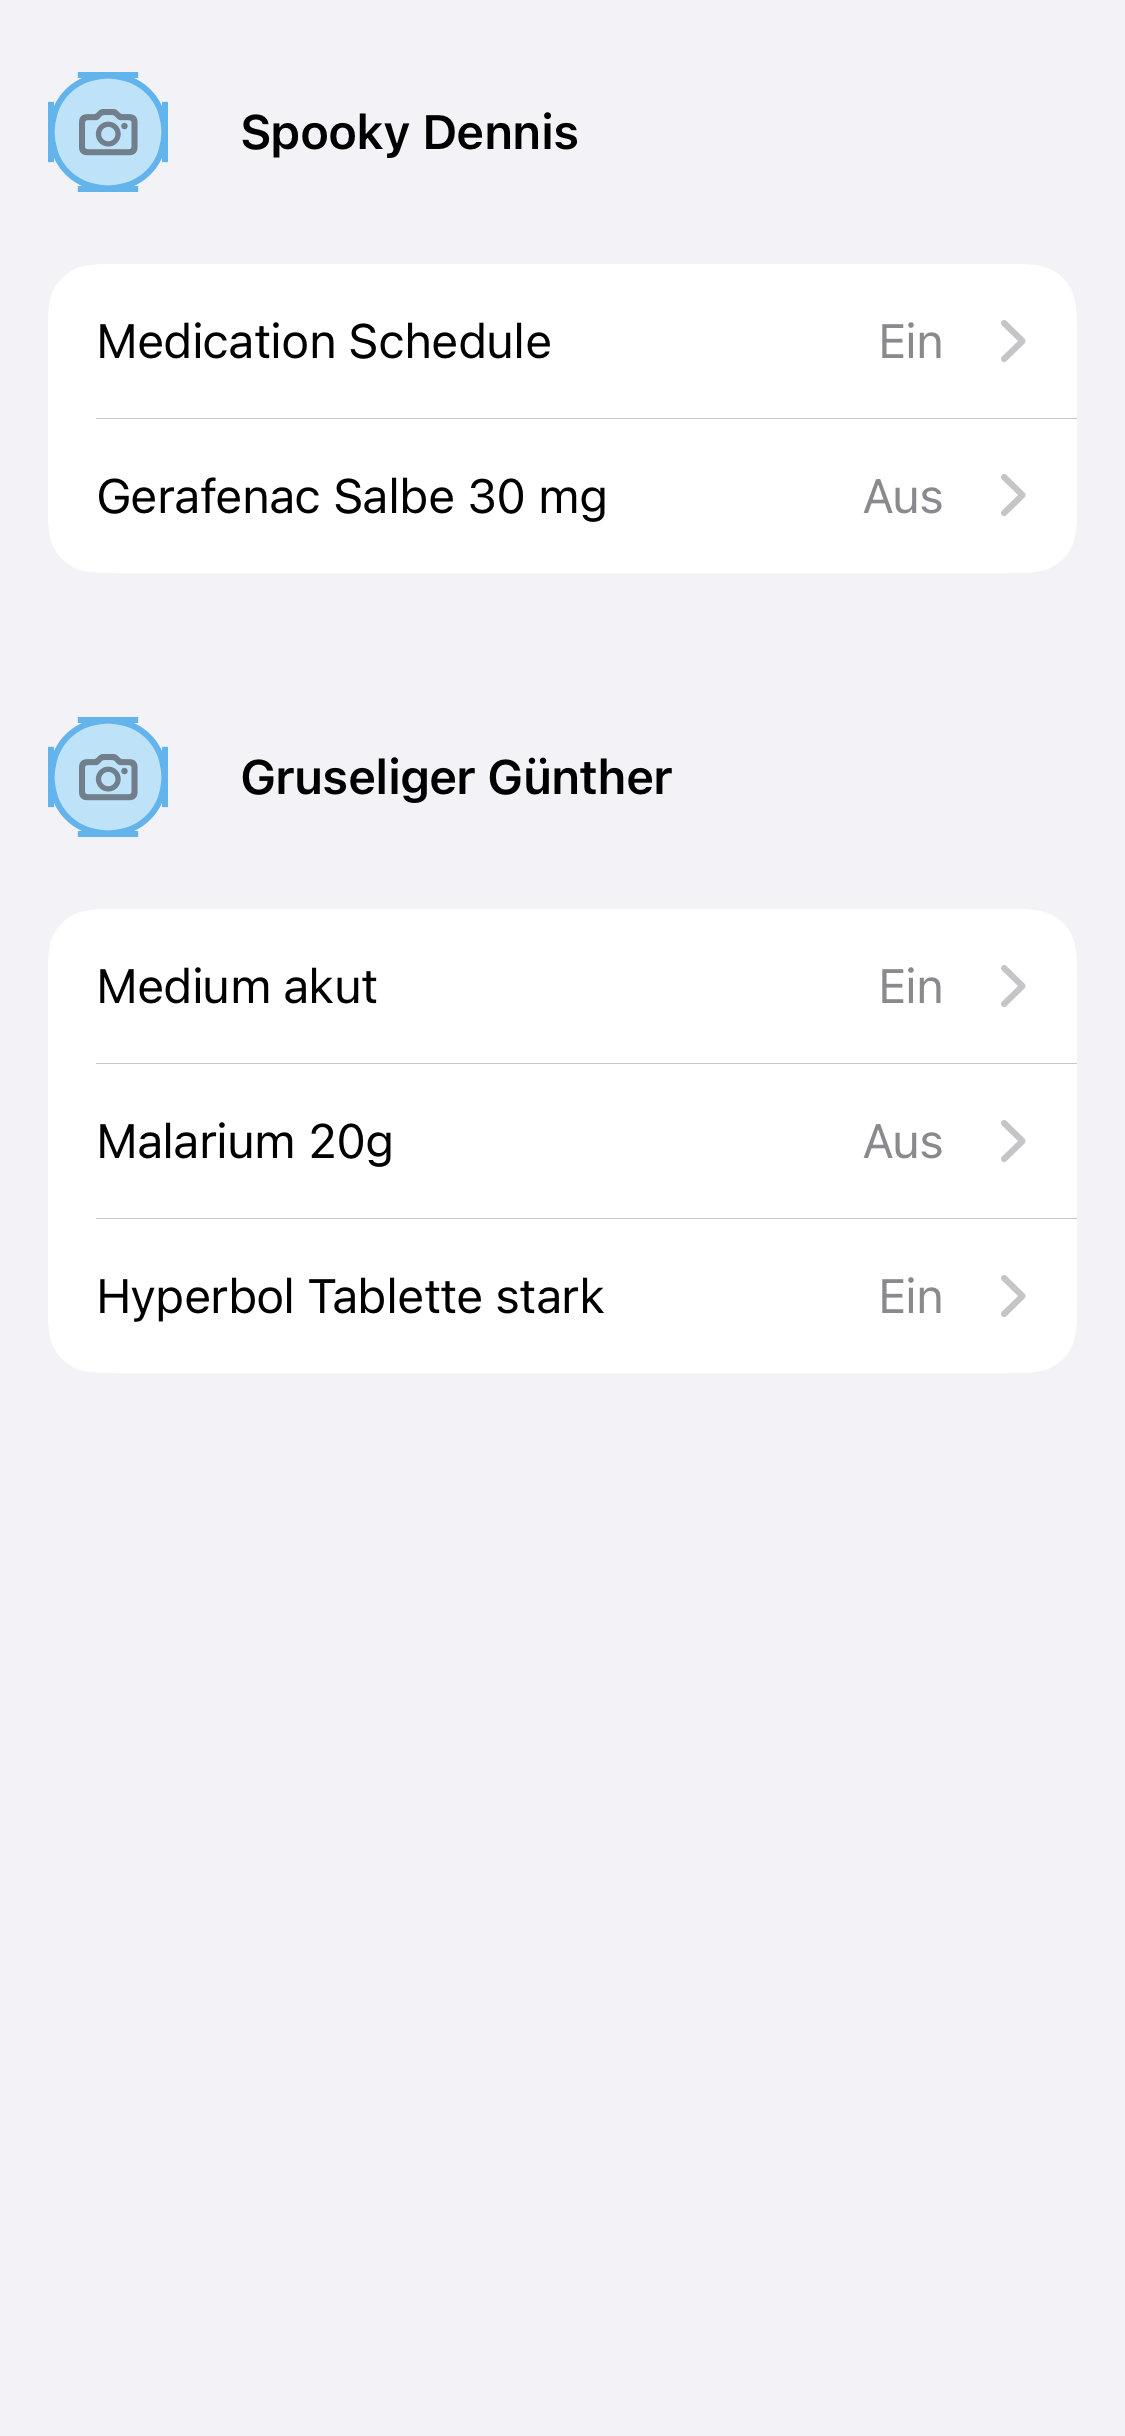 Spooky Dennis
Medication Schedule Ein
Gerafenac Salbe 30 mg Aus
Gruseliger Günther
Medium akut Ein
Malarium 20g Aus
Hyperbol Tablette stark Ein